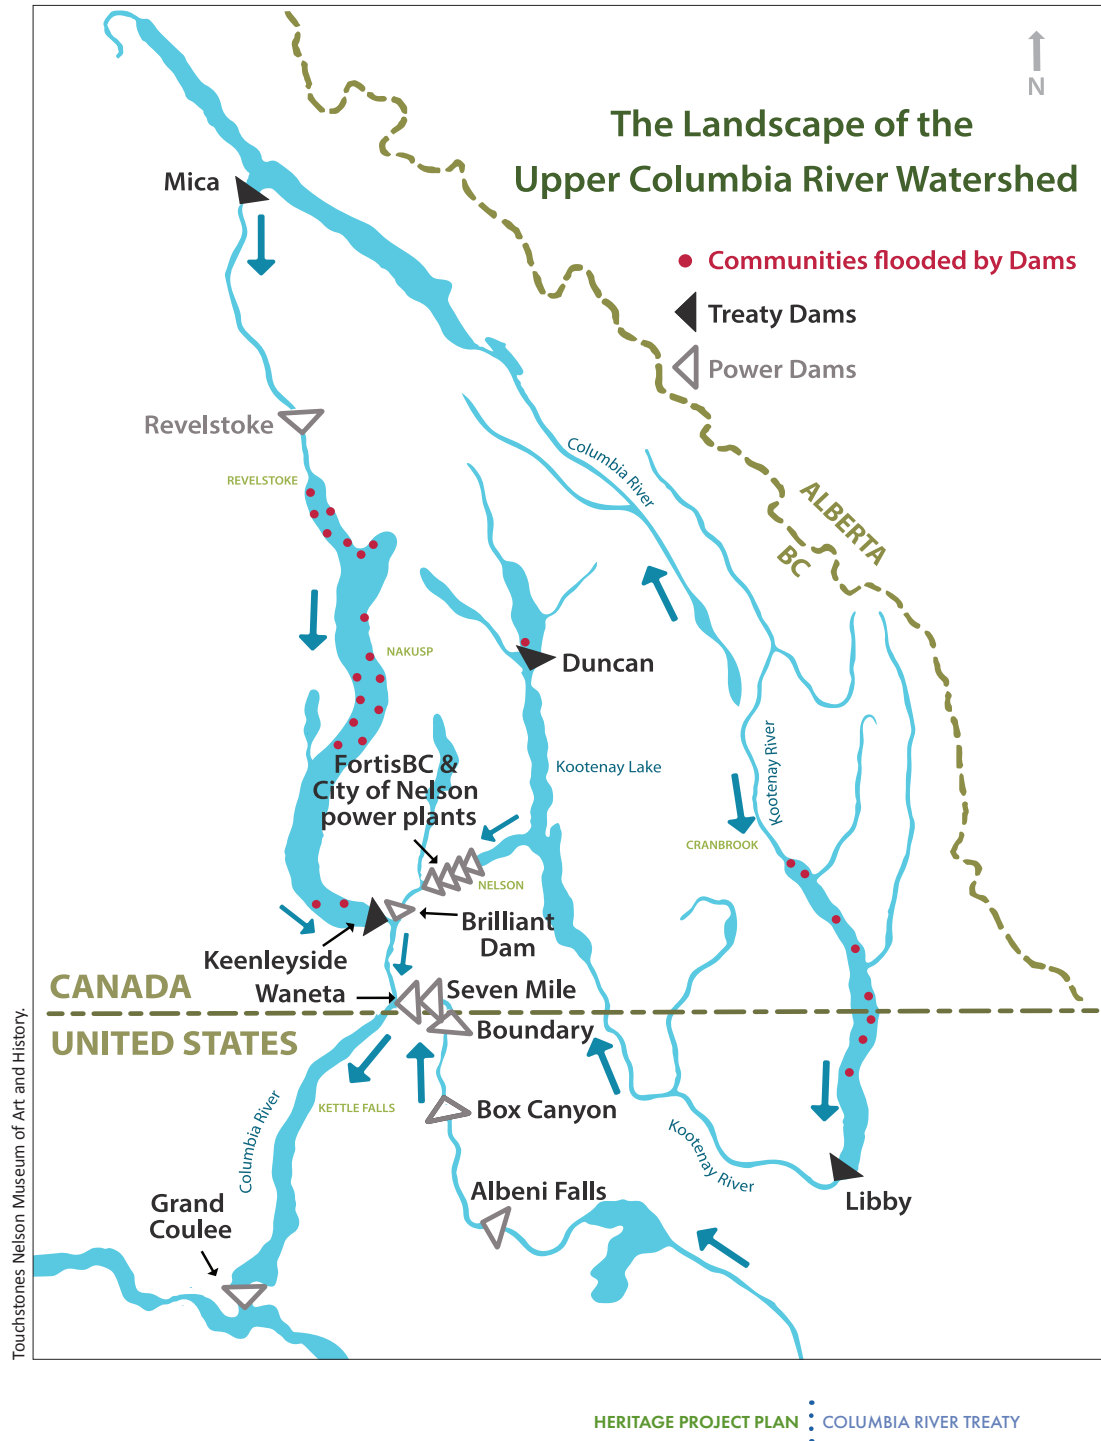 N
The Landscape of the
Upper Columbia River Watershed
Mica
Communities flooded by Dams
Treaty Dams
Power Dams
Revelstoke
Columbia River
REVELSTOKE
ALBERTA
BC
NAKUSP
Duncan
Kootenay River
FortisBC &
City of Nelson
power plants
Kootenay Lake
CRANBROOK
NELSON
Brilliant
Dam
Keenleyside
CANADA
Waneta
Seven Mile
UNITED STATES
Boundary
KETTLE FALLS
Box Canyon
Columbia River
Kootenay River
Albeni Falls
Libby
Grand
Coulee
Touchstones Nelson Museum of Art and History.
HERITAGE PROJECT PLAN
COLUMBIA RIVER TREATY